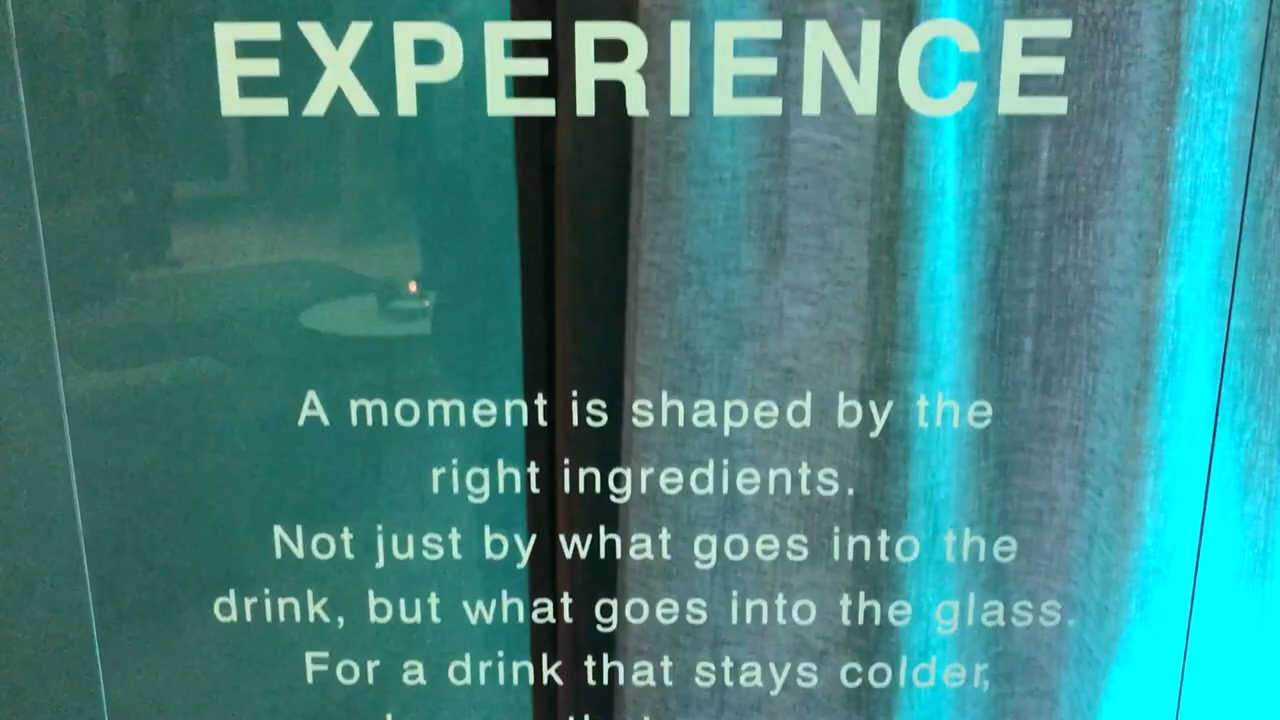 EXPERIENCE
A moment is shaped by the
right ingredients.
Not just by what goes into the
drink, but what goes into the glass.
For a drink that stays colder,